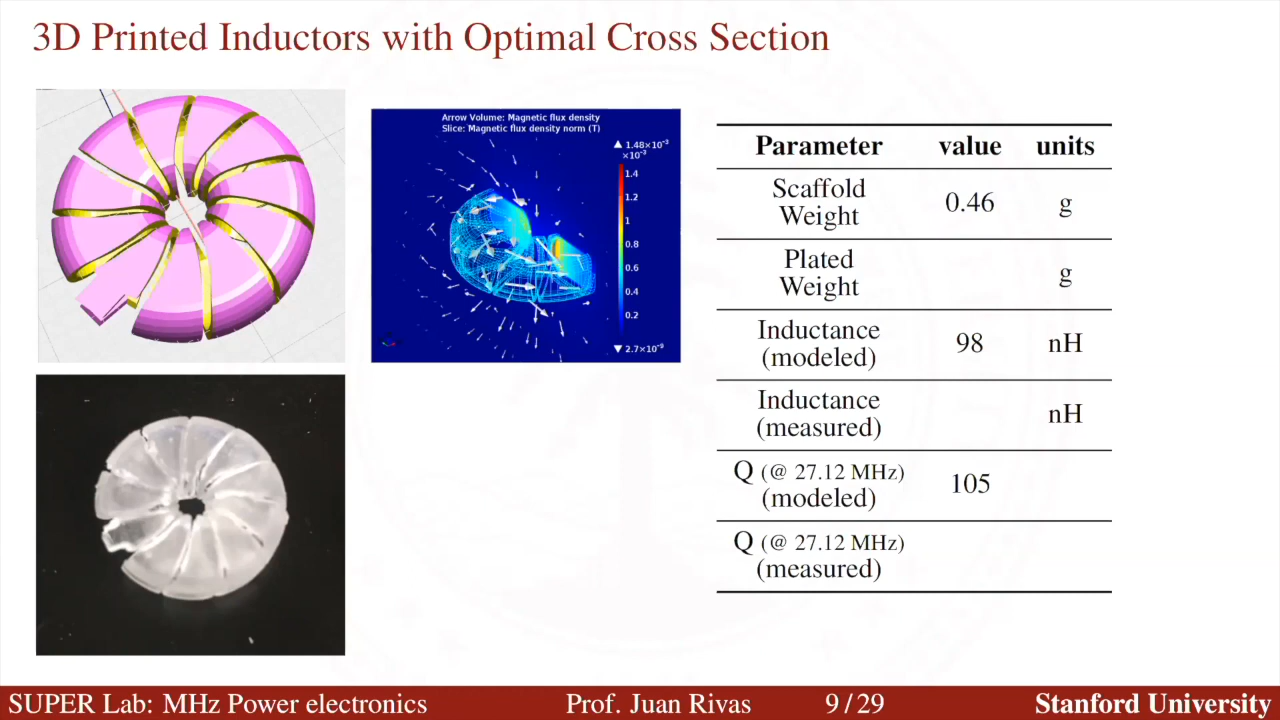 3D Printed Inductors with Optimal Cross Section
Arrow Volume: Magnetic flux density
Slice: Magnetic flux density norm (T)
▲ 1.48×10⁻³
×10⁻³
1.4
1.2
1
0.8
0.6
0.4
0.2
▼ 2.7×10⁻⁹
Parameter value units
Scaffold
Weight 0.46 g
Plated
Weight g
Inductance
(modeled) 98 nH
Inductance
(measured) nH
Q (@ 27.12 MHz)
(modeled) 105
Q (@ 27.12 MHz)
(measured)
SUPER Lab: MHz Power electronics Prof. Juan Rivas 9 / 29 Stanford University